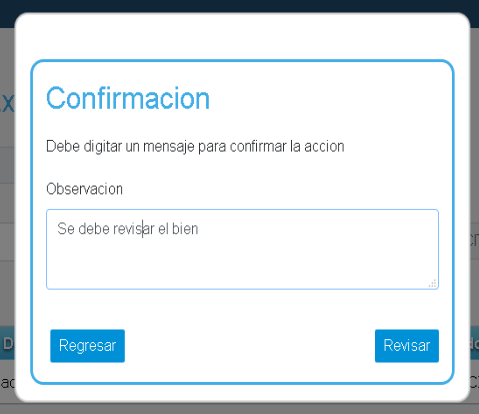 Confirmacion
Debe digitar un mensaje para confirmar la accion
Observacion
Se debe revisar el bien
Regresar
Revisar